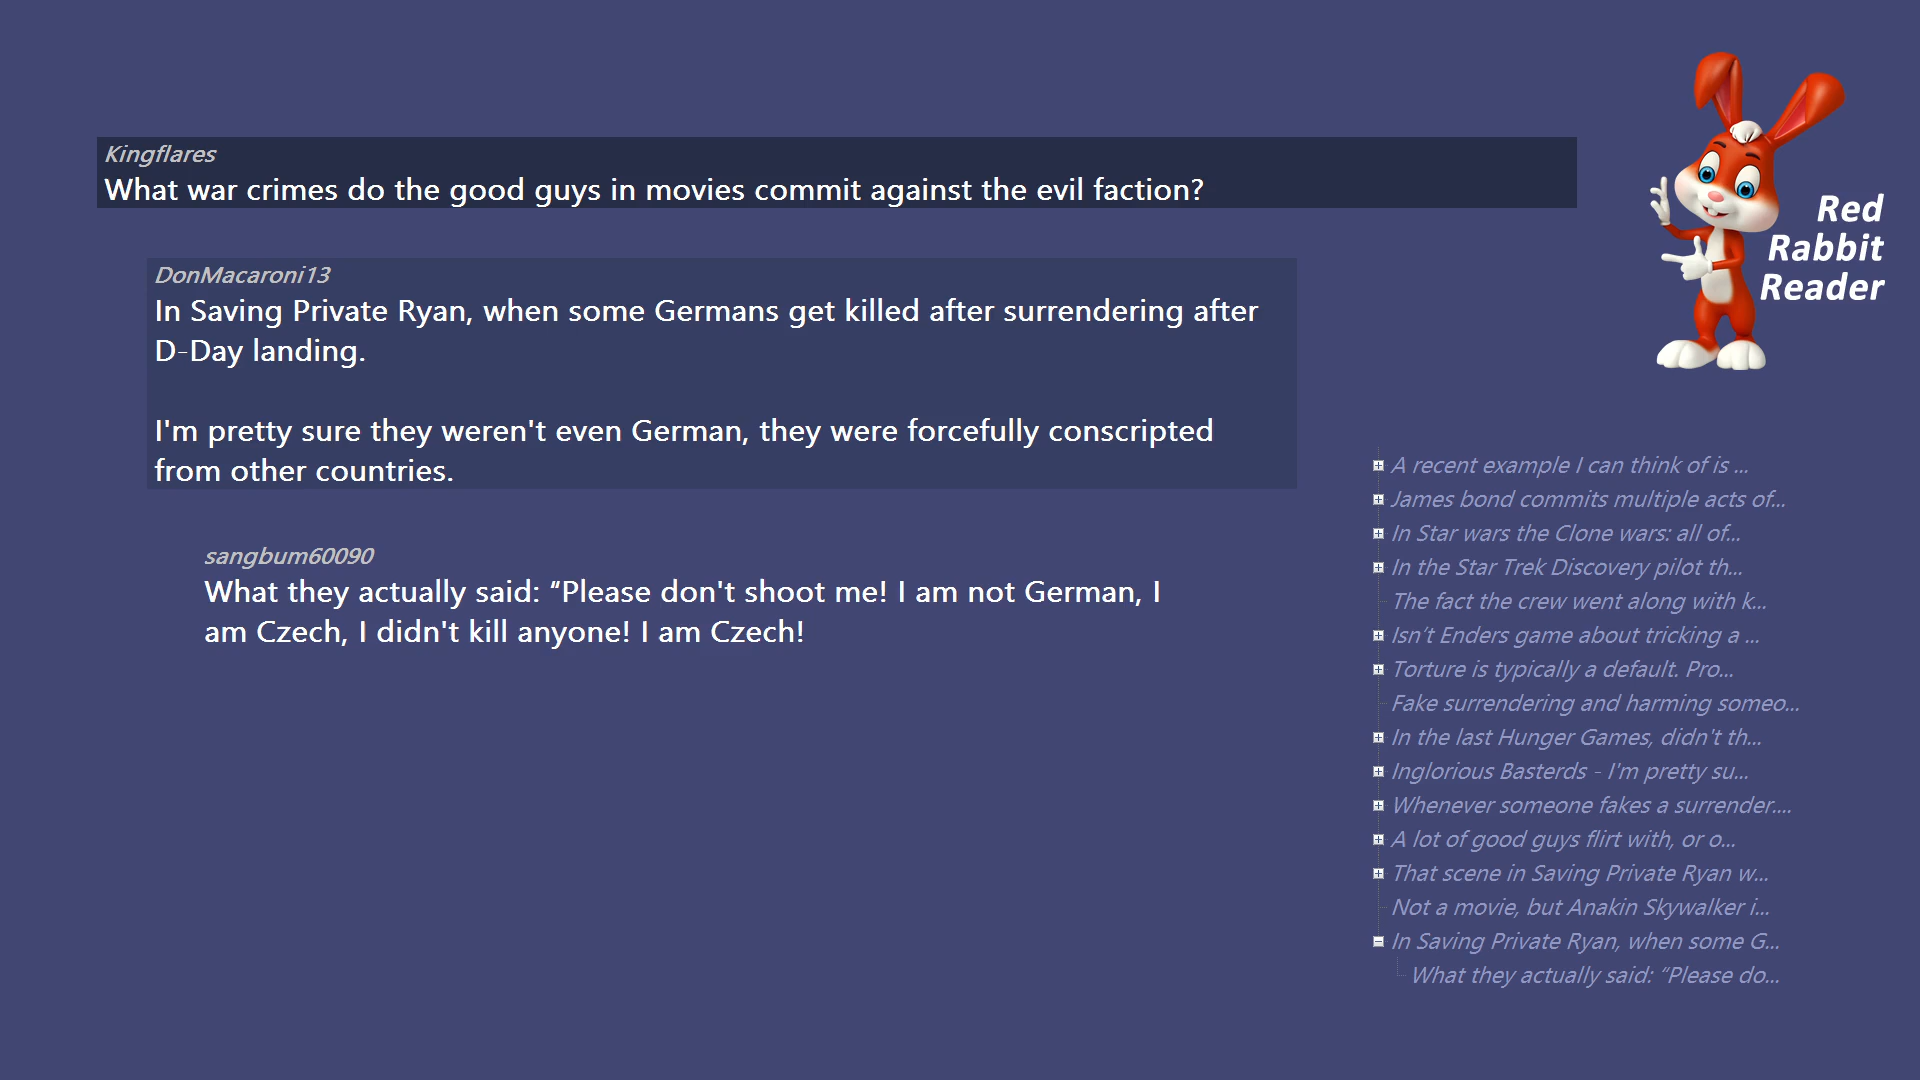 Kingflares
What war crimes do the good guys in movies commit against the evil faction?
DonMacaroni13
In Saving Private Ryan, when some Germans get killed after surrendering after
D-Day landing.
I'm pretty sure they weren't even German, they were forcefully conscripted
from other countries.
sangbum60090
What they actually said: “Please don't shoot me! I am not German, I
am Czech, I didn't kill anyone! I am Czech!
Red
Rabbit
Reader
A recent example I can think of is ...
James bond commits multiple acts of...
In Star wars the Clone wars: all of...
In the Star Trek Discovery pilot th...
The fact the crew went along with k...
Isn’t Enders game about tricking a ...
Torture is typically a default. Pro...
Fake surrendering and harming someo...
In the last Hunger Games, didn't th...
Inglorious Basterds - I'm pretty su...
Whenever someone fakes a surrender....
A lot of good guys flirt with, or o...
That scene in Saving Private Ryan w...
Not a movie, but Anakin Skywalker i...
In Saving Private Ryan, when some G...
What they actually said: “Please do...